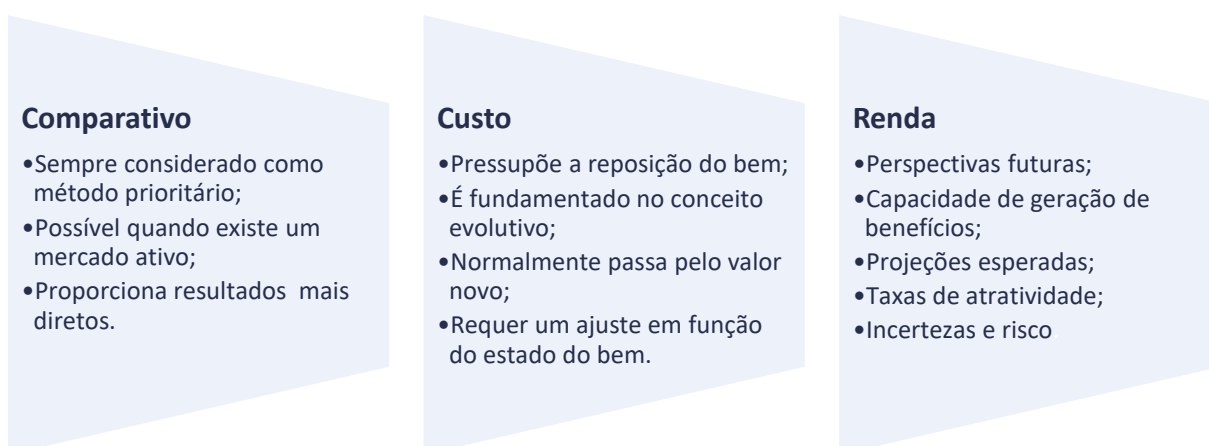 Comparativo
•Sempre considerado como
método prioritário;
•Possível quando existe um
mercado ativo;
•Proporciona resultados  mais
diretos.
Custo
•Pressupõe a reposição do bem;
•É fundamentado no conceito
evolutivo;
•Normalmente passa pelo valor
novo;
•Requer um ajuste em função
do estado do bem.
Renda
•Perspectivas futuras;
•Capacidade de geração de
benefícios;
•Projeções esperadas;
•Taxas de atratividade;
•Incertezas e risco